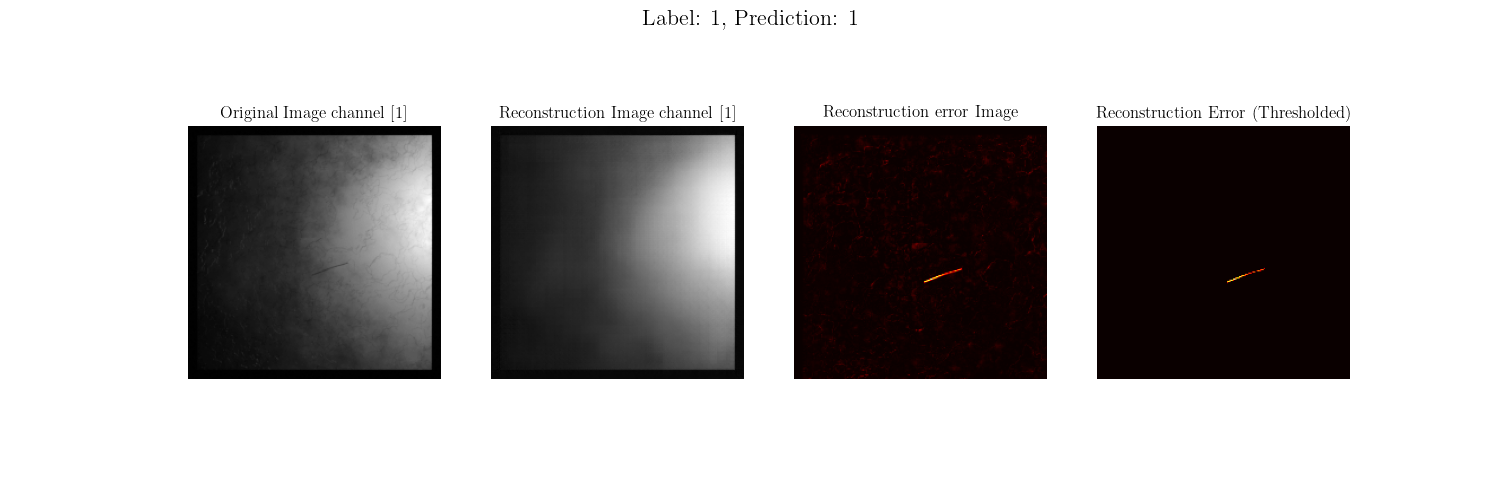 Label: 1, Prediction: 1
Original Image channel [1]
Reconstruction Image channel [1]
Reconstruction error Image
Reconstruction Error (Thresholded)